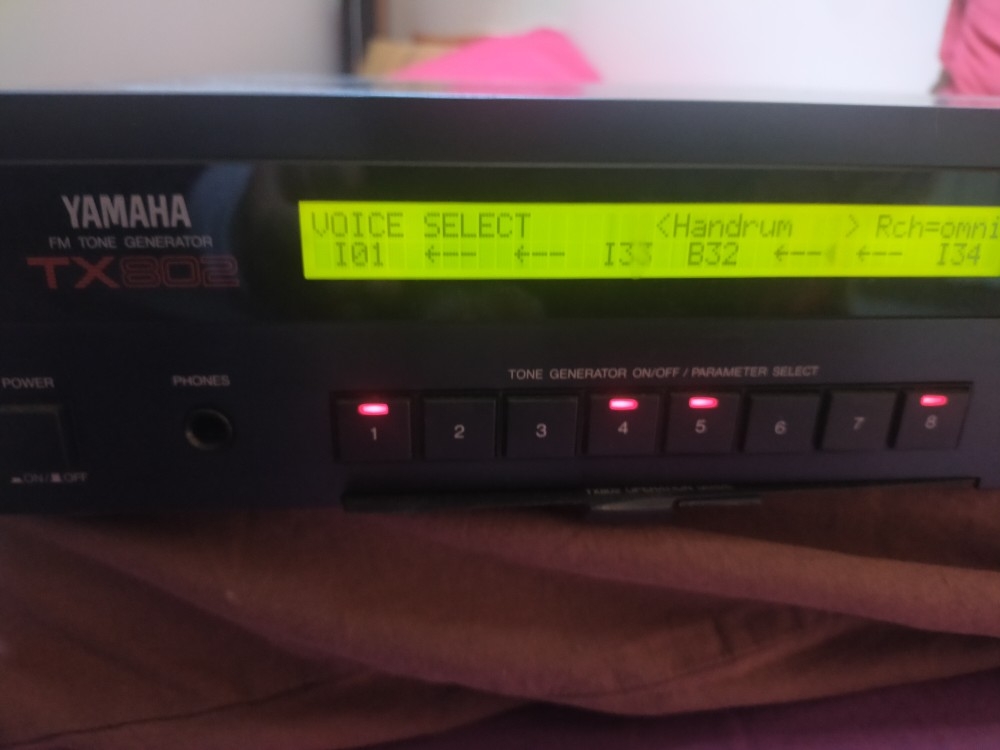 YAMAHA
FM TONE GENERATOR
TX802
VOICE SELECT <Handrum > Rch=omni
I01 ←-- ←-- I33 B32 ←-- ←-- I34
POWER
PHONES
ON / OFF
TONE GENERATOR ON/OFF / PARAMETER SELECT
1 2 3 4 5 6 7 8